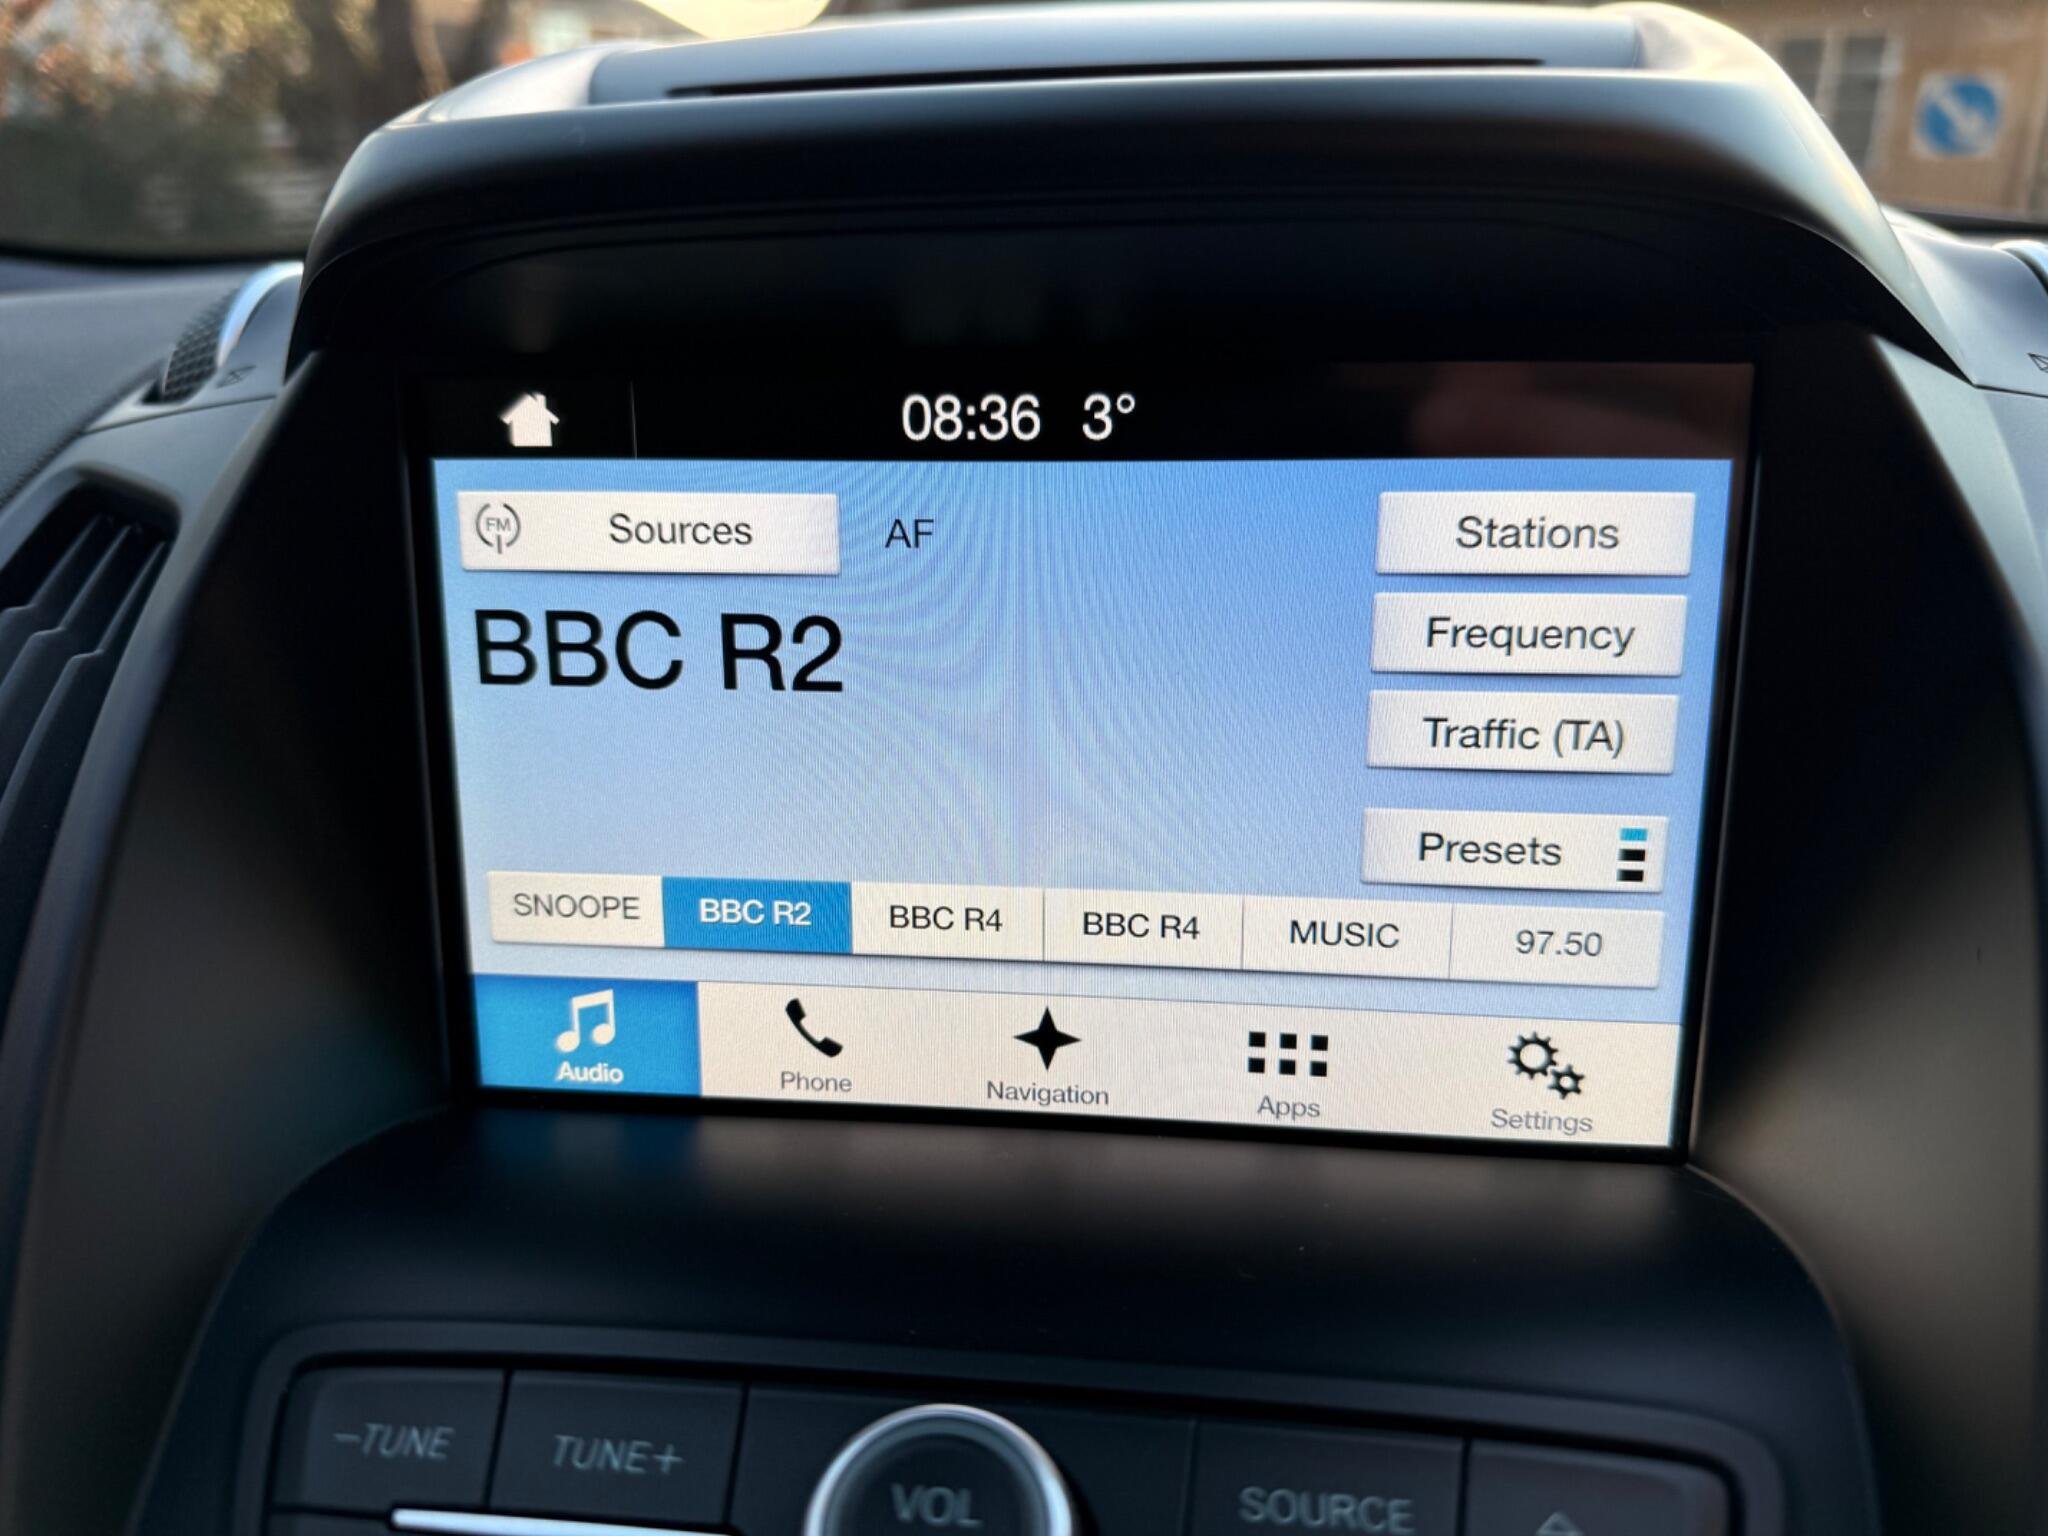 08:36 3°
FM Sources AF Stations
BBC R2
Frequency
Traffic (TA)
Presets
SNOOPE BBC R2 BBC R4 BBC R4 MUSIC 97.50
Audio Phone Navigation Apps Settings
–TUNE TUNE+ VOL SOURCE